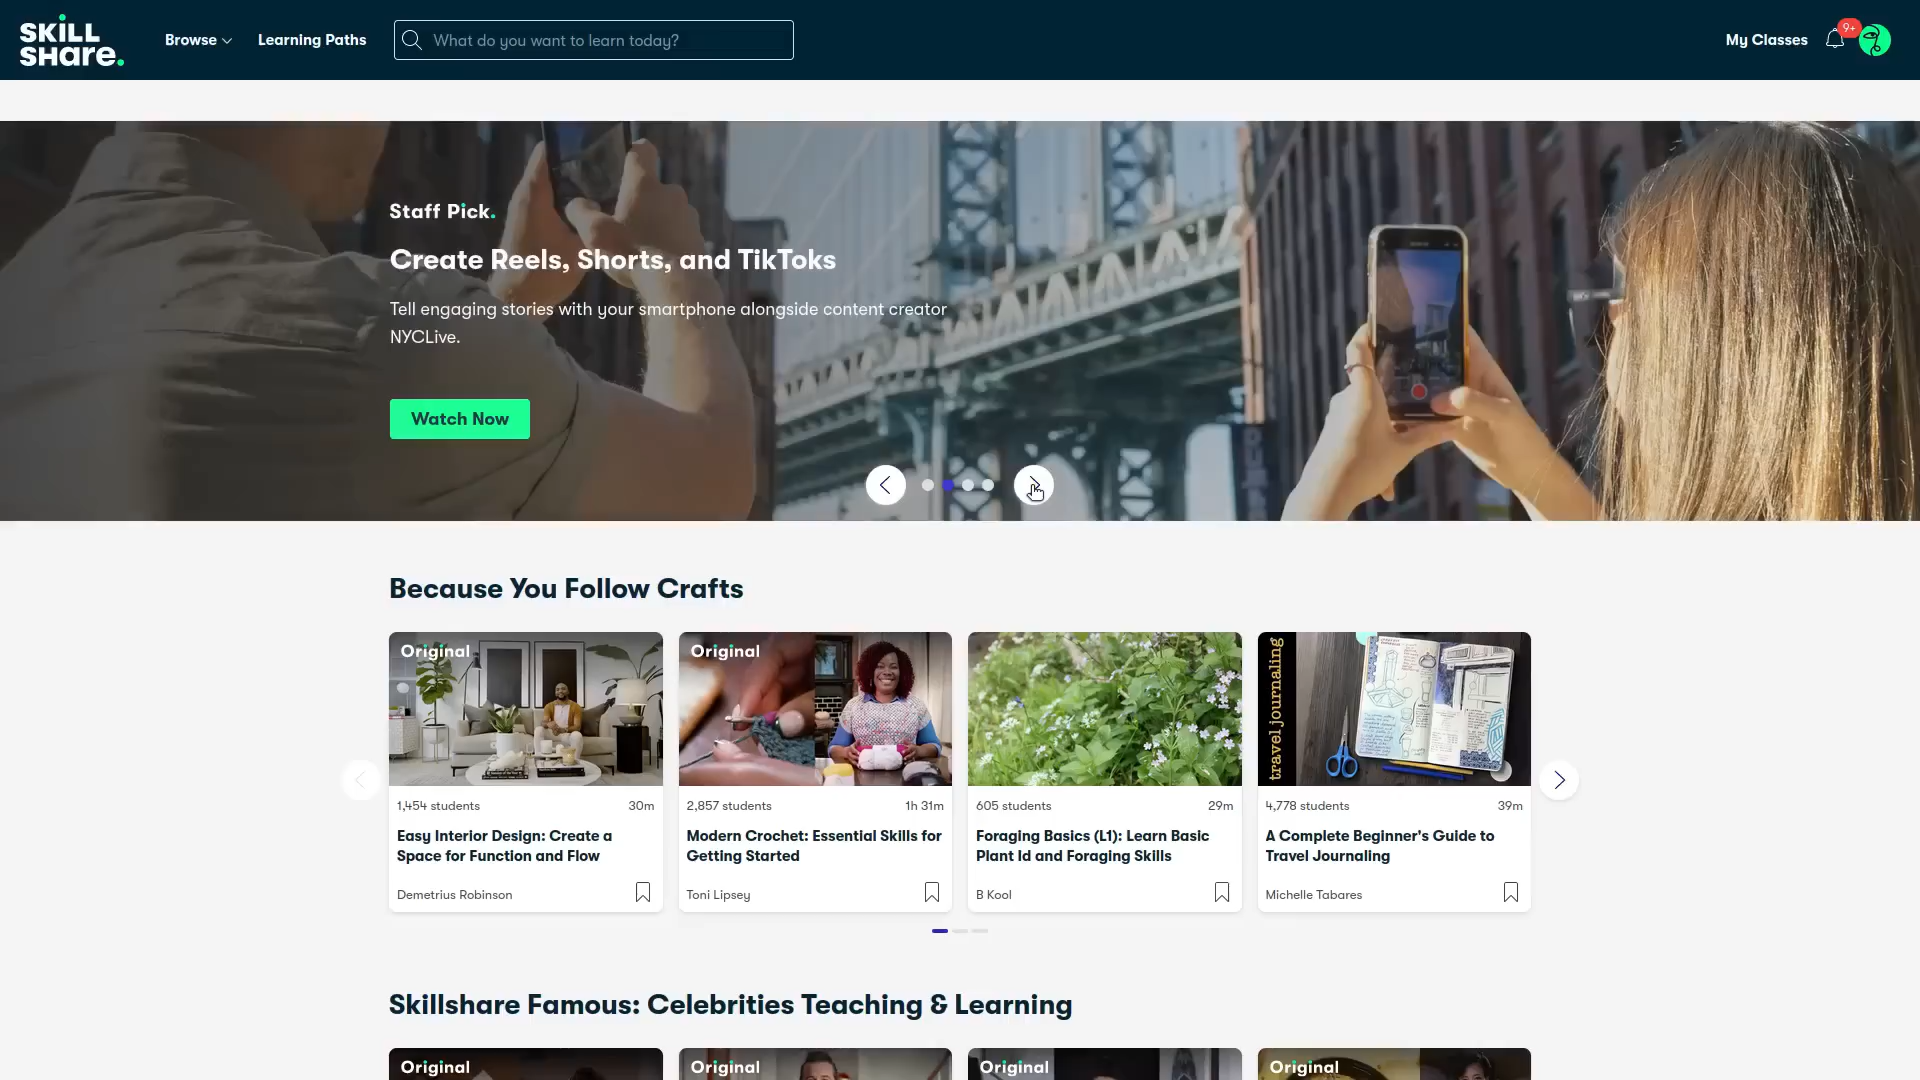 SKILL
SHare.
Browse
Learning Paths
What do you want to learn today?
My Classes
9+
Staff Pick.
Create Reels, Shorts, and TikToks
Tell engaging stories with your smartphone alongside content creator
NYCLive.
Watch Now
Because You Follow Crafts
Original
1,454 students 30m
Easy Interior Design: Create a
Space for Function and Flow
Demetrius Robinson
Original
2,857 students 1h 31m
Modern Crochet: Essential Skills for
Getting Started
Toni Lipsey
605 students 29m
Foraging Basics (L1): Learn Basic
Plant Id and Foraging Skills
B Kool
travel journaling
4,778 students 39m
A Complete Beginner's Guide to
Travel Journaling
Michelle Tabares
Skillshare Famous: Celebrities Teaching & Learning
Original
Original
Original
Original